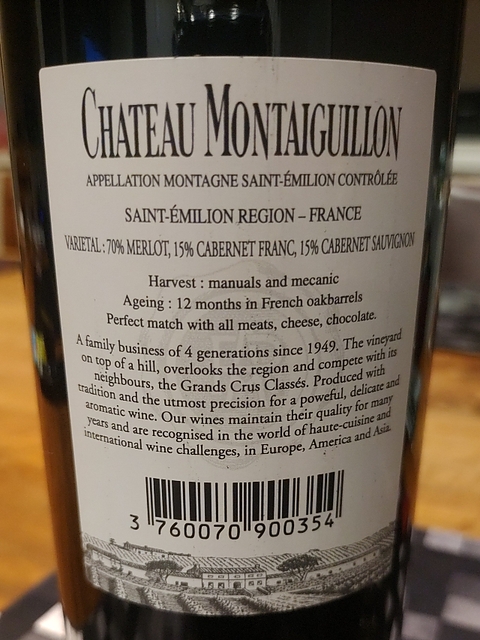 CHATEAU MONTAIGUILLON
APPELLATION MONTAGNE SAINT-ÉMILION CONTRÔLÉE
SAINT-ÉMILION REGION – FRANCE
VARIETAL : 70% MERLOT, 15% CABERNET FRANC, 15% CABERNET SAUVIGNON
Harvest : manuals and mecanic
Ageing : 12 months in French oakbarrels
Perfect match with all meats, cheese, chocolate.
A family business of 4 generations since 1949. The vineyard
on top of a hill, overlooks the region and compete with its
neighbours, the Grands Crus Classés. Produced with
tradition and the utmost precision for a poweful, delicate and
aromatic wine. Our wines maintain their quality for many
years and are recognised in the world of haute-cuisine and
international wine challenges, in Europe, America and Asia.
3 760070 900354